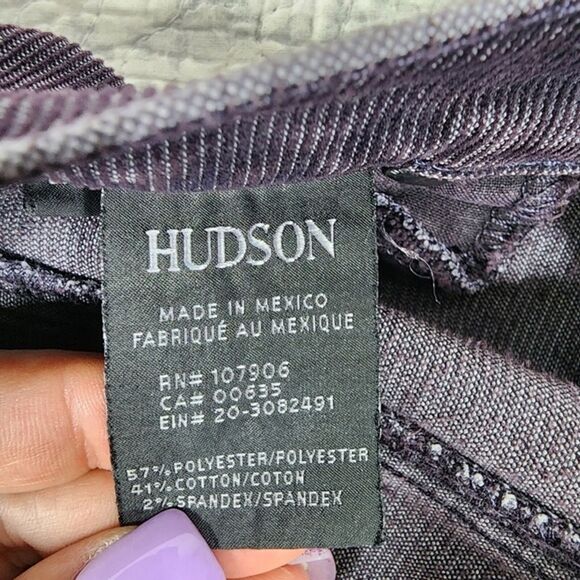 HUDSON
MADE IN MEXICO
FABRIQUÉ AU MEXIQUE
RN# 107906
CA# 00635
EIN# 20-3082491
57% POLYESTER/POLYESTER
41% COTTON/COTON
2% SPANDEX/SPANDEX